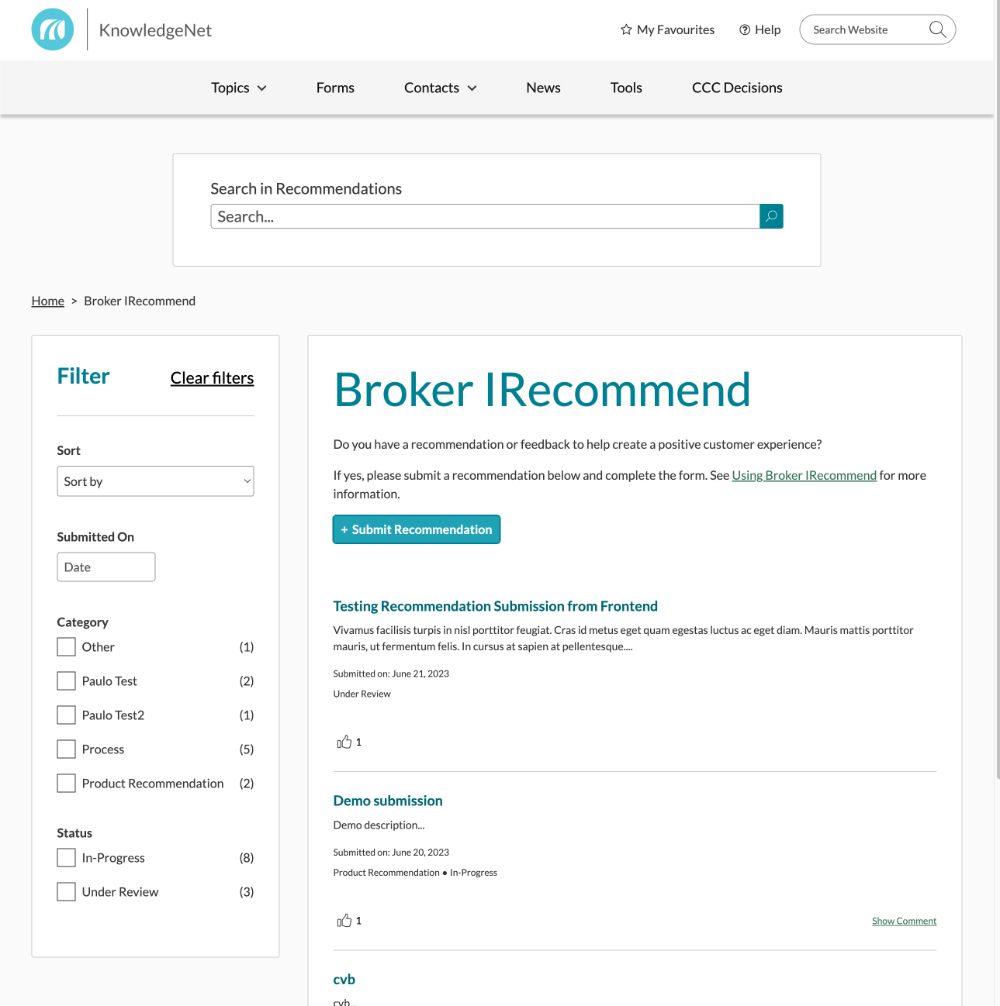 KnowledgeNet
My Favourites
Help
Search Website
Topics
Forms
Contacts
News
Tools
CCC Decisions
Search in Recommendations
Search...
Home > Broker IRecommend
Filter
Clear filters
Sort
Sort by
Submitted On
Date
Category
Other (1)
Paulo Test (2)
Paulo Test2 (1)
Process (5)
Product Recommendation (2)
Status
In-Progress (8)
Under Review (3)
Broker IRecommend
Do you have a recommendation or feedback to help create a positive customer experience?
If yes, please submit a recommendation below and complete the form. See Using Broker IRecommend for more
information.
+ Submit Recommendation
Testing Recommendation Submission from Frontend
Vivamus facilisis turpis in nisl porttitor feugiat. Cras id metus eget quam egestas luctus ac eget diam. Mauris mattis porttitor
mauris, ut fermentum felis. In cursus at sapien at pellentesque....
Submitted on: June 21, 2023
Under Review
1
Demo submission
Demo description...
Submitted on: June 20, 2023
Product Recommendation ● In-Progress
1
Show Comment
cvb
cvb...